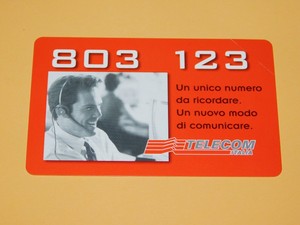 803 123
Un unico numero
da ricordare.
Un nuovo modo
di comunicare.
TELECOM
ITALIA